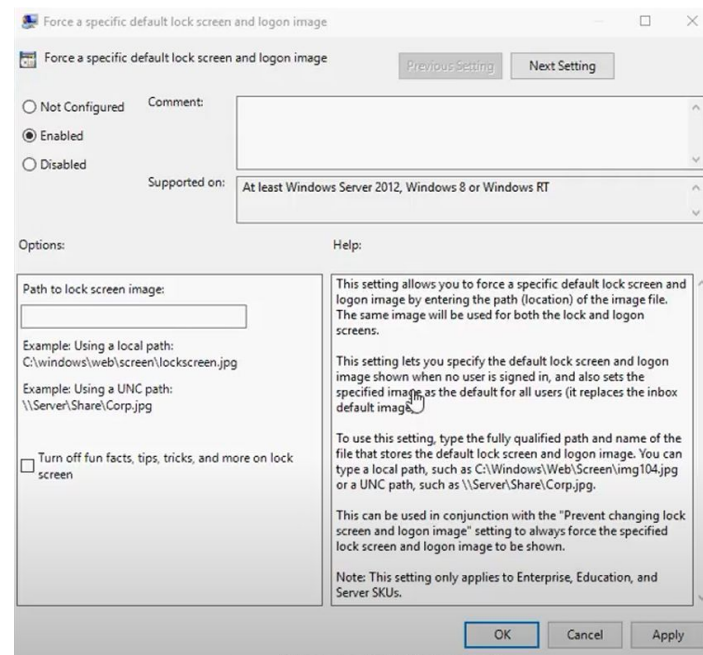 Force a specific default lock screen and logon image
Force a specific default lock screen and logon image
Previous Setting
Next Setting
Not Configured
Comment:
Enabled
Disabled
Supported on:
At least Windows Server 2012, Windows 8 or Windows RT
Options:
Help:
Path to lock screen image:
Example: Using a local path:
C:\windows\web\screen\lockscreen.jpg
Example: Using a UNC path:
\\Server\Share\Corp.jpg
Turn off fun facts, tips, tricks, and more on lock
screen
This setting allows you to force a specific default lock screen and
logon image by entering the path (location) of the image file.
The same image will be used for both the lock and logon
screens.
This setting lets you specify the default lock screen and logon
image shown when no user is signed in, and also sets the
specified image as the default for all users (it replaces the inbox
default image
To use this setting, type the fully qualified path and name of the
file that stores the default lock screen and logon image. You can
type a local path, such as C:\Windows\Web\Screen\img104.jpg
or a UNC path, such as \\Server\Share\Corp.jpg.
This can be used in conjunction with the "Prevent changing lock
screen and logon image" setting to always force the specified
lock screen and logon image to be shown.
Note: This setting only applies to Enterprise, Education, and
Server SKUs.
OK
Cancel
Apply